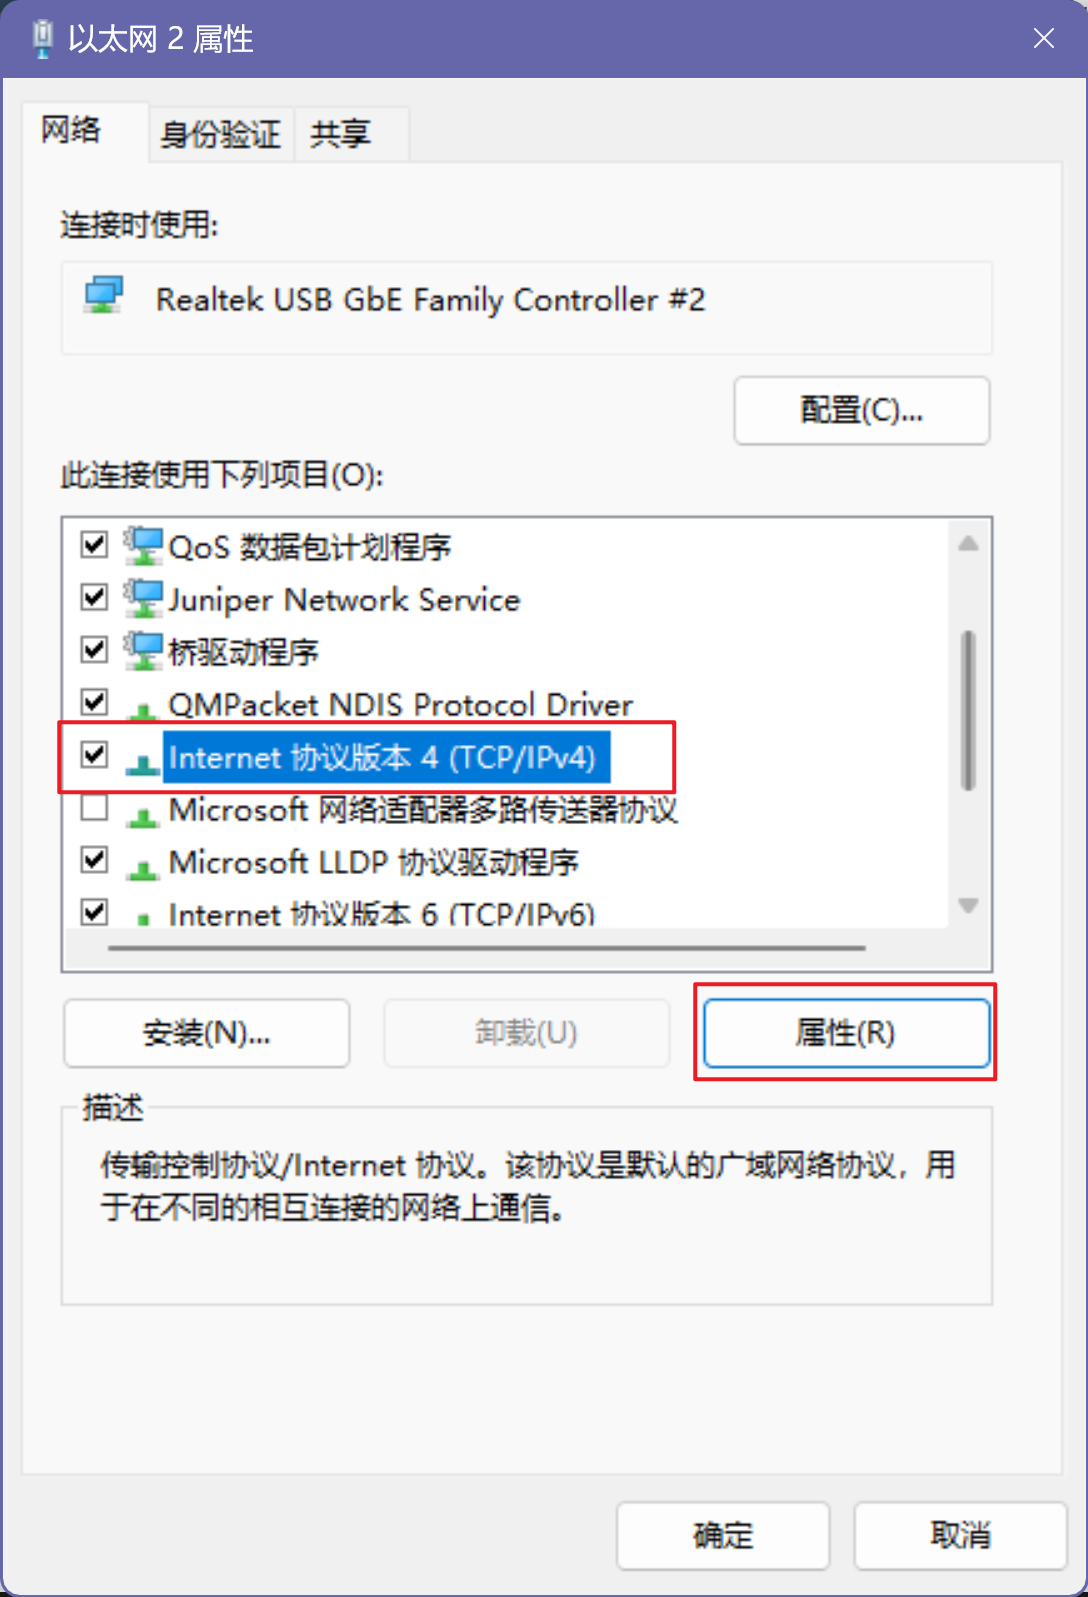 以太网 2 属性
网络
身份验证
共享
连接时使用:
Realtek USB GbE Family Controller #2
配置(C)...
此连接使用下列项目(O):
QoS 数据包计划程序
Juniper Network Service
桥驱动程序
QMPacket NDIS Protocol Driver
Internet 协议版本 4 (TCP/IPv4)
Microsoft 网络适配器多路传送器协议
Microsoft LLDP 协议驱动程序
Internet 协议版本 6 (TCP/IPv6)
安装(N)...
卸载(U)
属性(R)
描述
传输控制协议/Internet 协议。该协议是默认的广域网络协议，用
于在不同的相互连接的网络上通信。
确定
取消